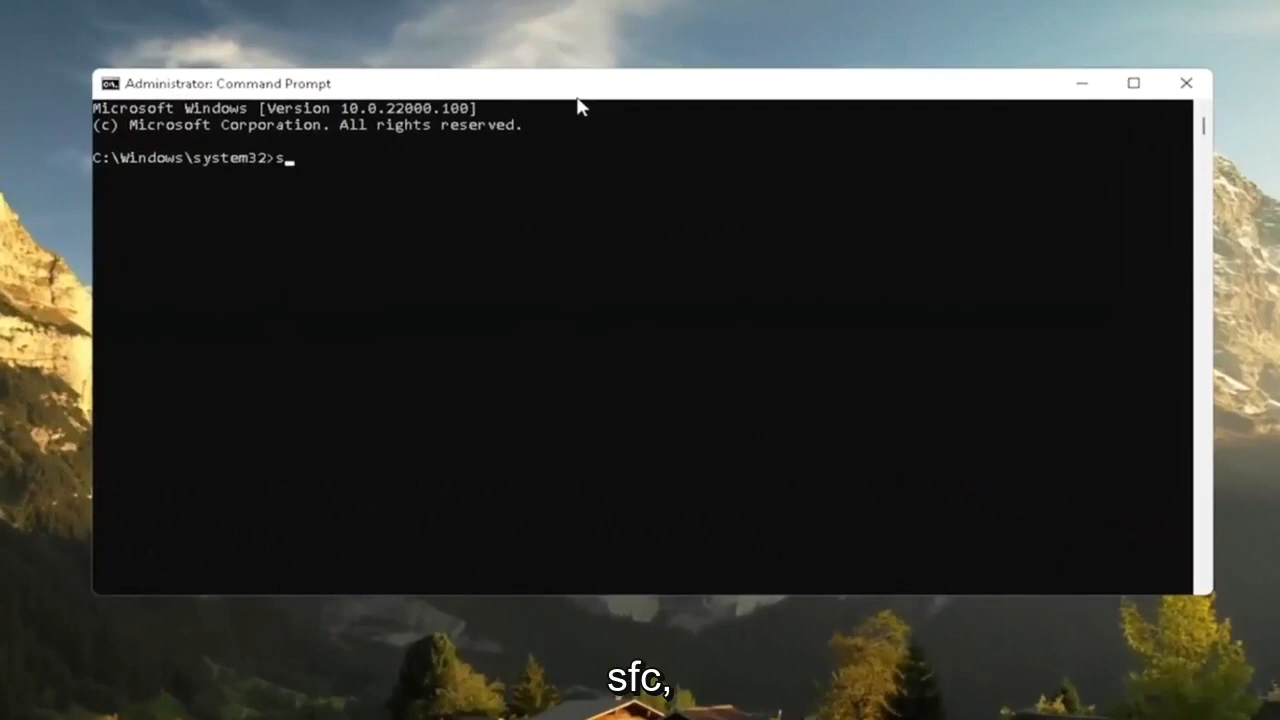 Administrator: Command Prompt
Microsoft Windows [Version 10.0.22000.100]
(c) Microsoft Corporation. All rights reserved.
C:\Windows\system32>s
sfc,